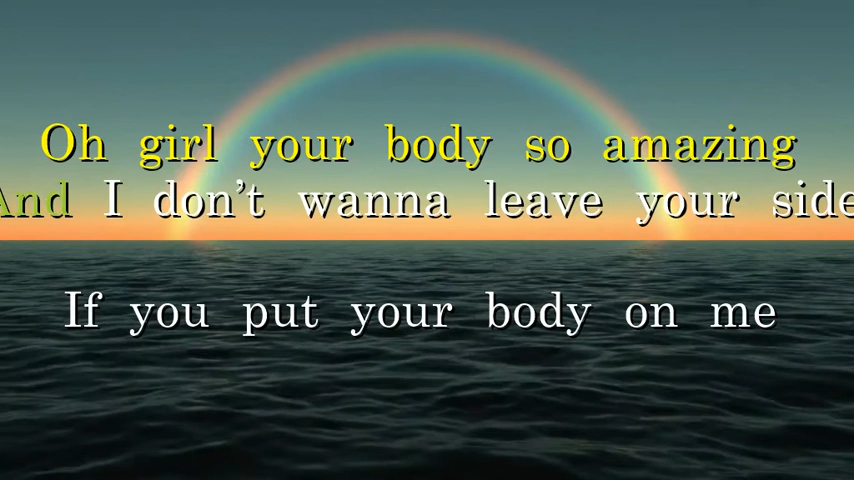 Oh girl your body so amazing
And I don't wanna leave your side
If you put your body on me